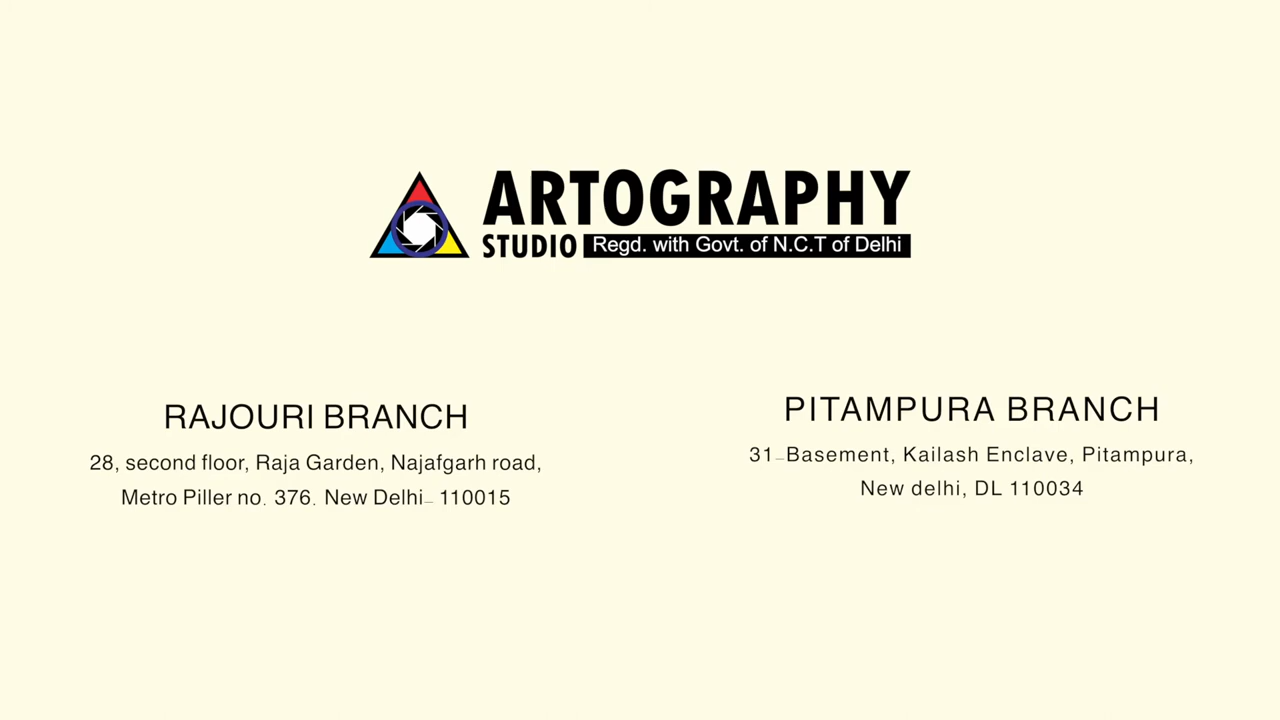 ARTOGRAPHY
STUDIO Regd. with Govt. of N.C.T of Delhi
RAJOURI BRANCH
28, second floor, Raja Garden, Najafgarh road,
Metro Piller no. 376. New Delhi- 110015
PITAMPURA BRANCH
31-Basement, Kailash Enclave, Pitampura,
New delhi, DL 110034